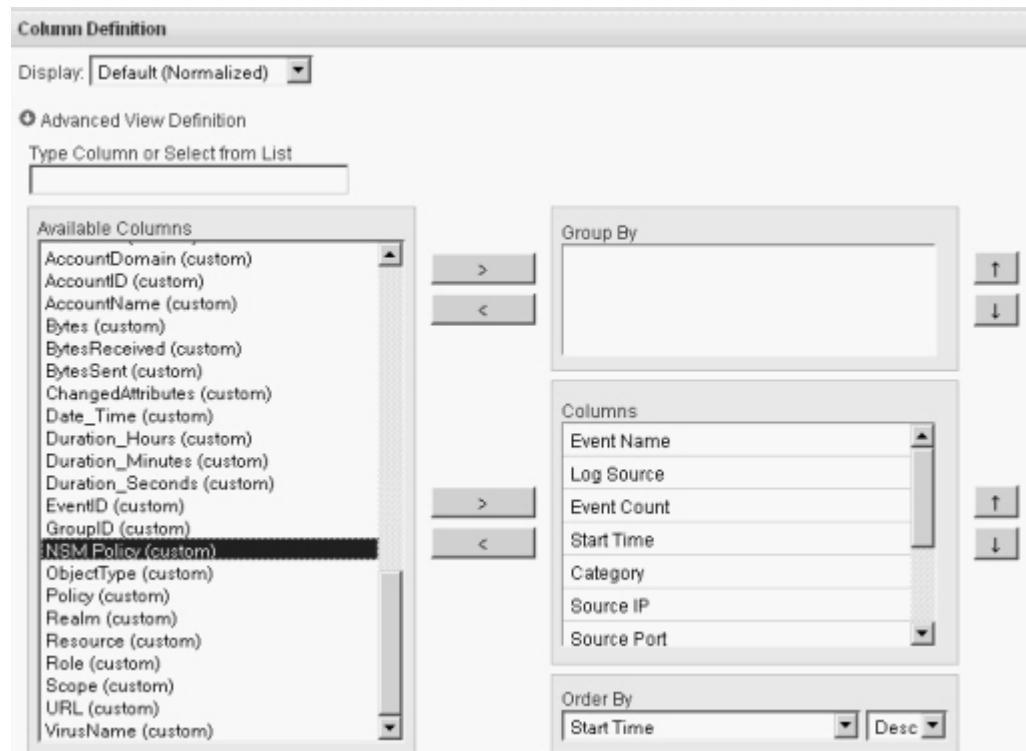 Column Definition
Display: Default (Normalized)
Advanced View Definition
Type Column or Select from List
Available Columns
AccountDomain (custom)
AccountID (custom)
AccountName (custom)
Bytes (custom)
BytesReceived (custom)
BytesSent (custom)
ChangedAttributes (custom)
Date_Time (custom)
Duration_Hours (custom)
Duration_Minutes (custom)
Duration_Seconds (custom)
EventID (custom)
GroupID (custom)
NSM Policy (custom)
ObjectType (custom)
Policy (custom)
Realm (custom)
Resource (custom)
Role (custom)
Scope (custom)
URL (custom)
VirusName (custom)
>
<
>
<
Group By
↑
↓
Columns
Event Name
Log Source
Event Count
Start Time
Category
Source IP
Source Port
↑
↓
Order By
Start Time Desc